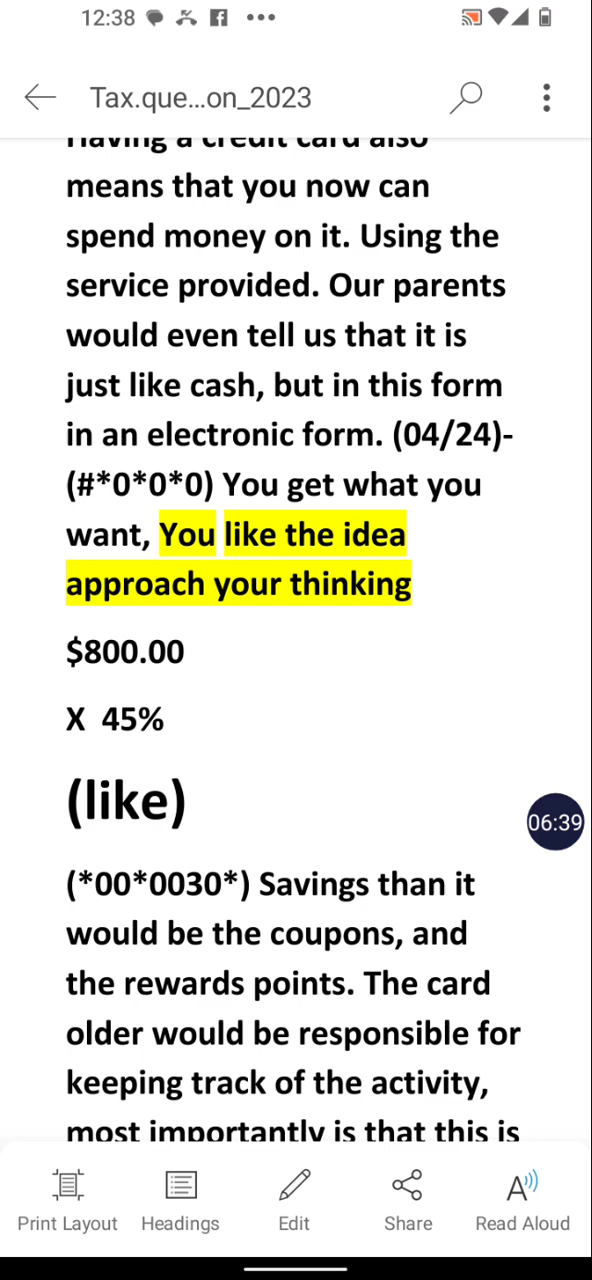 12:38
Tax.que...on_2023
Having a credit card also
means that you now can
spend money on it. Using the
service provided. Our parents
would even tell us that it is
just like cash, but in this form
in an electronic form. (04/24)-
(#*0*0*0) You get what you
want, You like the idea
approach your thinking
$800.00
X 45%
(like)
06:39
(*00*0030*) Savings than it
would be the coupons, and
the rewards points. The card
older would be responsible for
keeping track of the activity,
most importantly is that this is
Print Layout Headings Edit Share Read Aloud